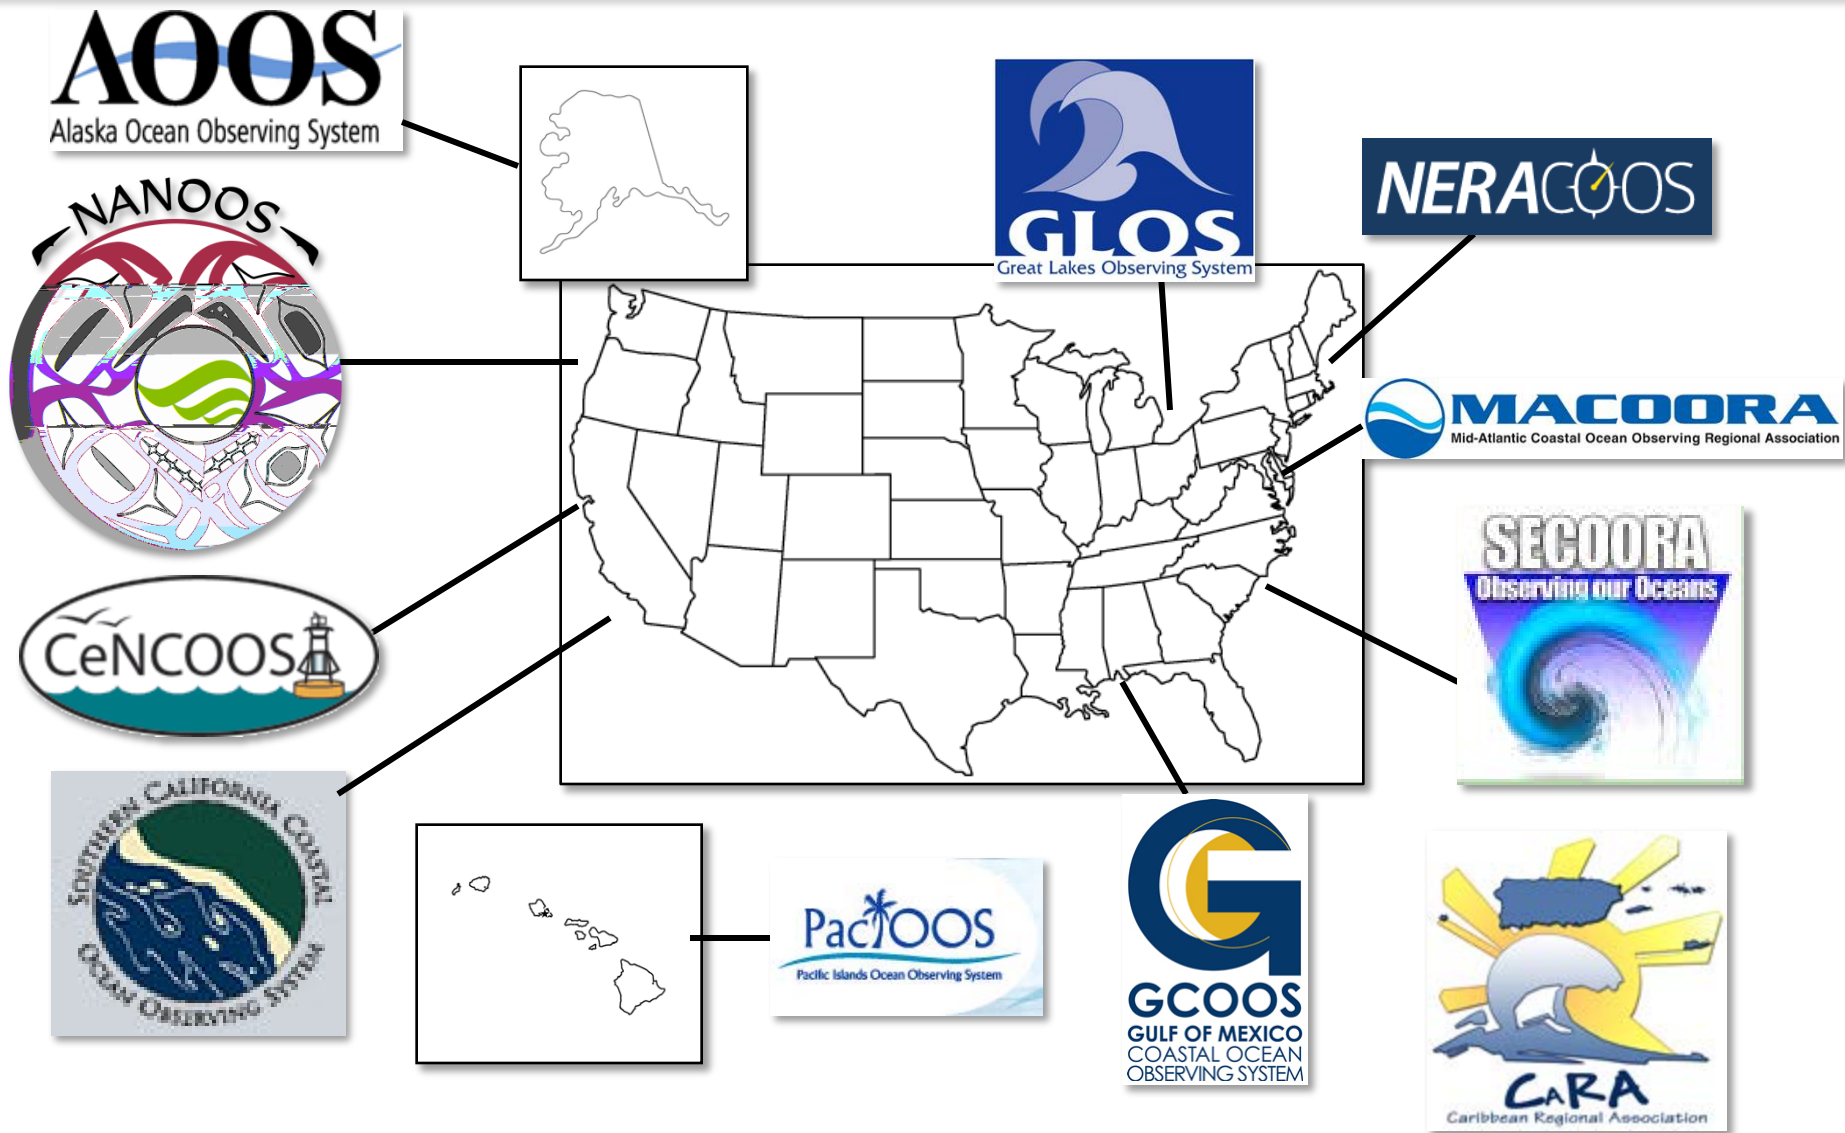 AOOS
Alaska Ocean Observing System
NANOOS
GLOS
Great Lakes Observing System
NERACOOS
MACOORA
Mid-Atlantic Coastal Ocean Observing Regional Association
SECOORA
Observing our Oceans
CeNCOOS
SOUTHERN CALIFORNIA COASTAL
OCEAN OBSERVING SYSTEM
PacIOOS
Pacific Islands Ocean Observing System
GCOOS
GULF OF MEXICO
COASTAL OCEAN
OBSERVING SYSTEM
CaRA
Caribbean Regional Association